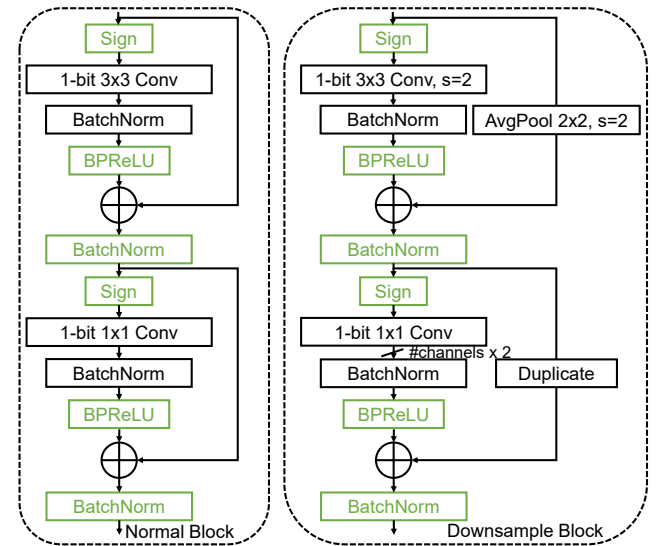 Sign
1-bit 3x3 Conv
BatchNorm
BPReLU
BatchNorm
Sign
1-bit 1x1 Conv
BatchNorm
BPReLU
BatchNorm
Normal Block
Sign
1-bit 3x3 Conv, s=2
BatchNorm
AvgPool 2x2, s=2
BPReLU
BatchNorm
Sign
1-bit 1x1 Conv
#channels x 2
BatchNorm
Duplicate
BPReLU
BatchNorm
Downsample Block